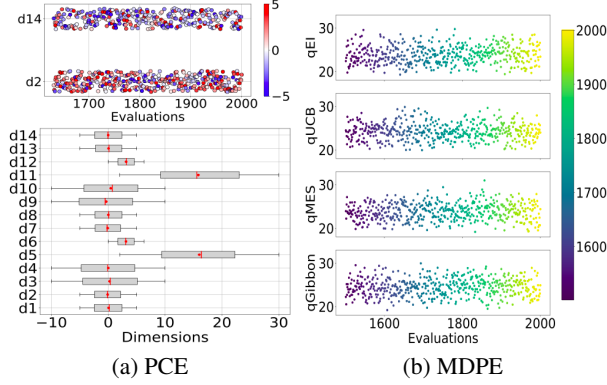 d14
d2
5
0
−5
1700 1800 1900 2000
Evaluations
d14
d13
d12
d11
d10
d9
d8
d7
d6
d5
d4
d3
d2
d1
−10 0 10 20 30
Dimensions
(a) PCE
qEI
30
20
qUCB
30
20
qMES
30
20
qGibbon
30
20
1600 1800 2000
Evaluations
2000
1900
1800
1700
1600
(b) MDPE